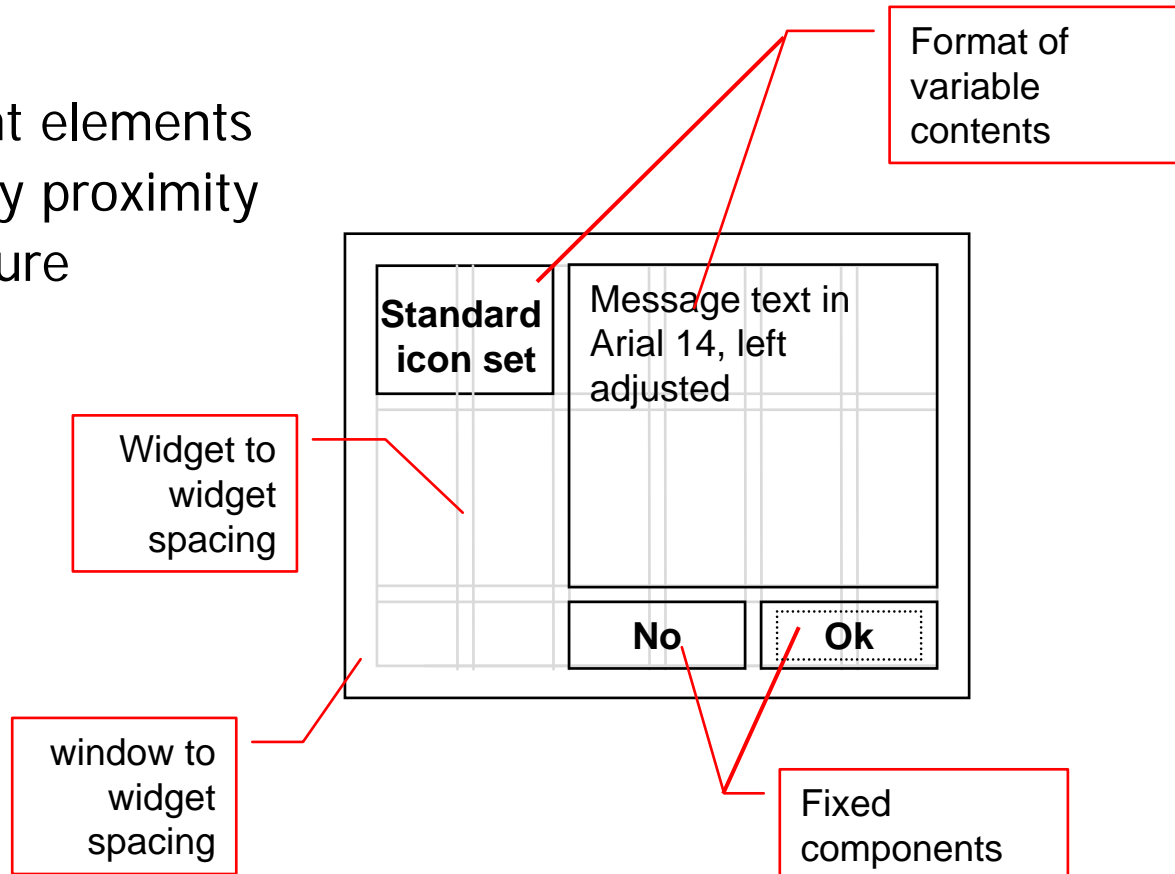 Format of
variable
contents
nt elements
y proximity
ure
Standard
icon set
Message text in
Arial 14, left
adjusted
Widget to
widget
spacing
No
Ok
window to
widget
spacing
Fixed
components